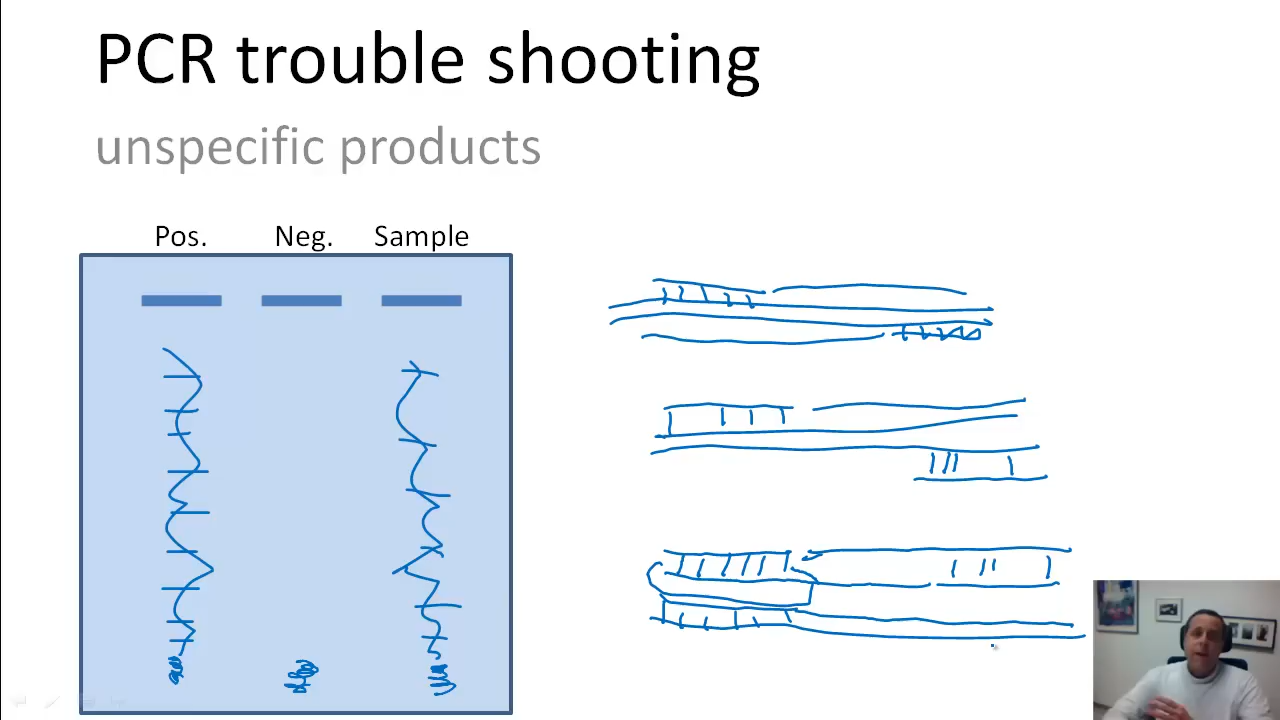 PCR trouble shooting
unspecific products
Pos. Neg. Sample